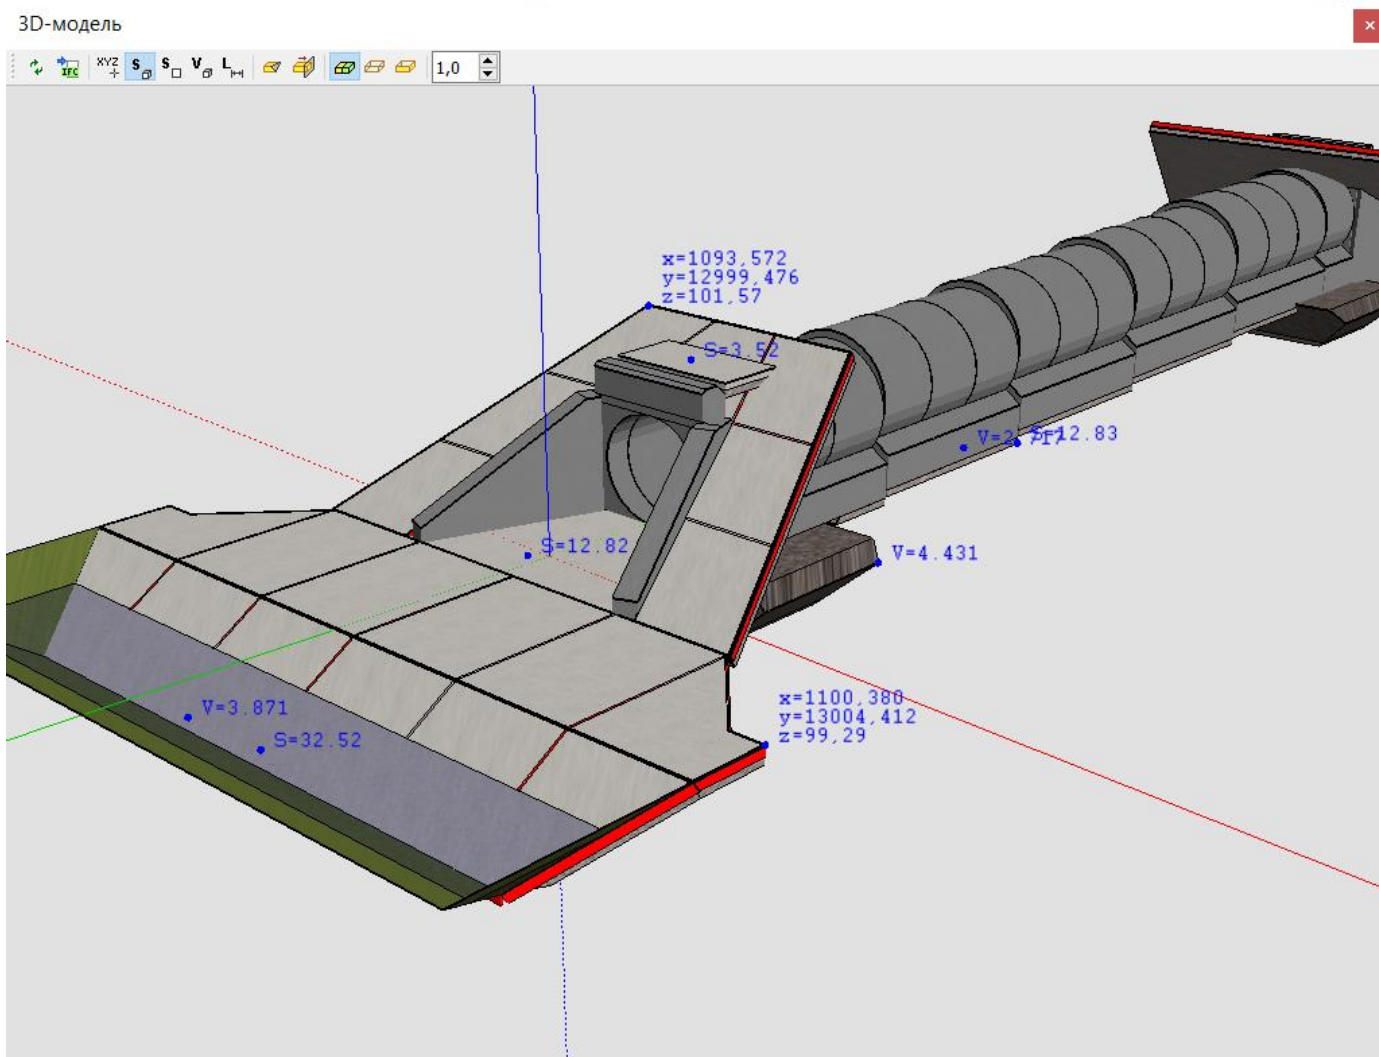 3D-модель
IFC
XYZ
S
S
V
L
1,0
x=1093,572
y=12999,476
z=101,57
S=3.52
S=12.83
V=4.431
S=12.82
x=1100,380
y=13004,412
z=99,29
V=3.871
S=32.52